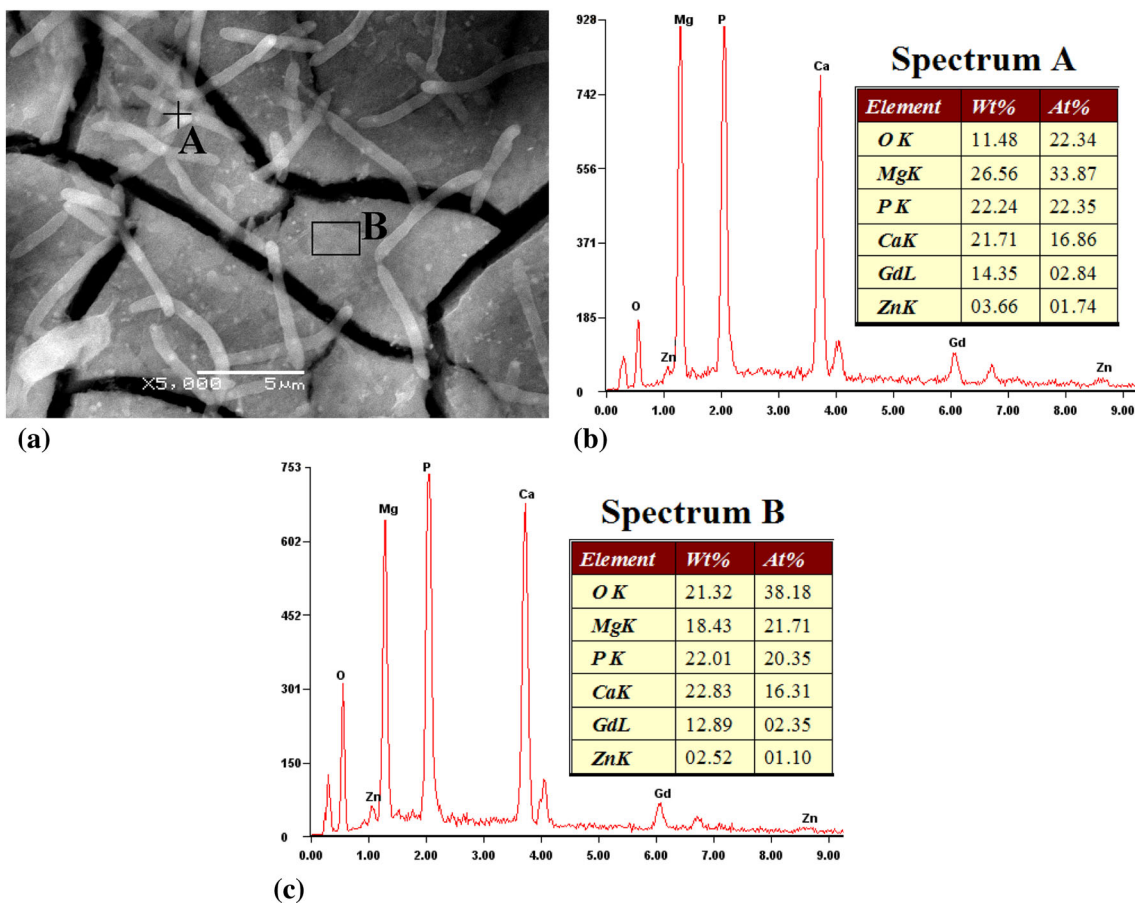 A
B
X5,000 5μm
(a)
928
742
556
371
185
0
0.00 1.00 2.00 3.00 4.00 5.00 6.00 7.00 8.00 9.00
O
Zn
Mg
P
Ca
Gd
Zn
Spectrum A
Element Wt% At%
O K 11.48 22.34
MgK 26.56 33.87
P K 22.24 22.35
CaK 21.71 16.86
GdL 14.35 02.84
ZnK 03.66 01.74
(b)
753
602
452
301
150
0
0.00 1.00 2.00 3.00 4.00 5.00 6.00 7.00 8.00 9.00
O
Zn
Mg
P
Ca
Gd
Zn
Spectrum B
Element Wt% At%
O K 21.32 38.18
MgK 18.43 21.71
P K 22.01 20.35
CaK 22.83 16.31
GdL 12.89 02.35
ZnK 02.52 01.10
(c)